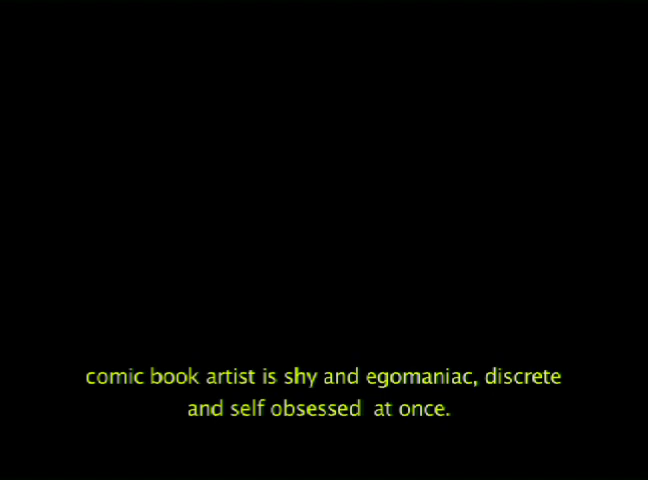 comic book artist is shy and egomaniac, discrete
and self obsessed at once.